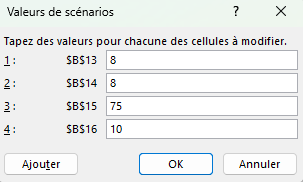 Valeurs de scénarios ? ×
Tapez des valeurs pour chacune des cellules à modifier.
1 : $B$13 8
2 : $B$14 8
3 : $B$15 75
4 : $B$16 10
Ajouter OK Annuler